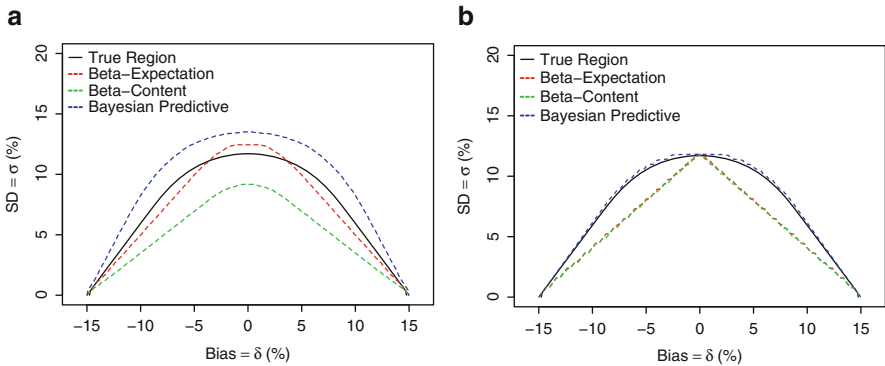 a
20
15
10
5
0
SD = σ (%)
True Region
Beta–Expectation
Beta–Content
Bayesian Predictive
−15 −10 −5 0 5 10 15
Bias = δ (%)
b
20
15
10
5
0
SD = σ (%)
True Region
Beta–Expectation
Beta–Content
Bayesian Predictive
−15 −10 −5 0 5 10 15
Bias = δ (%)